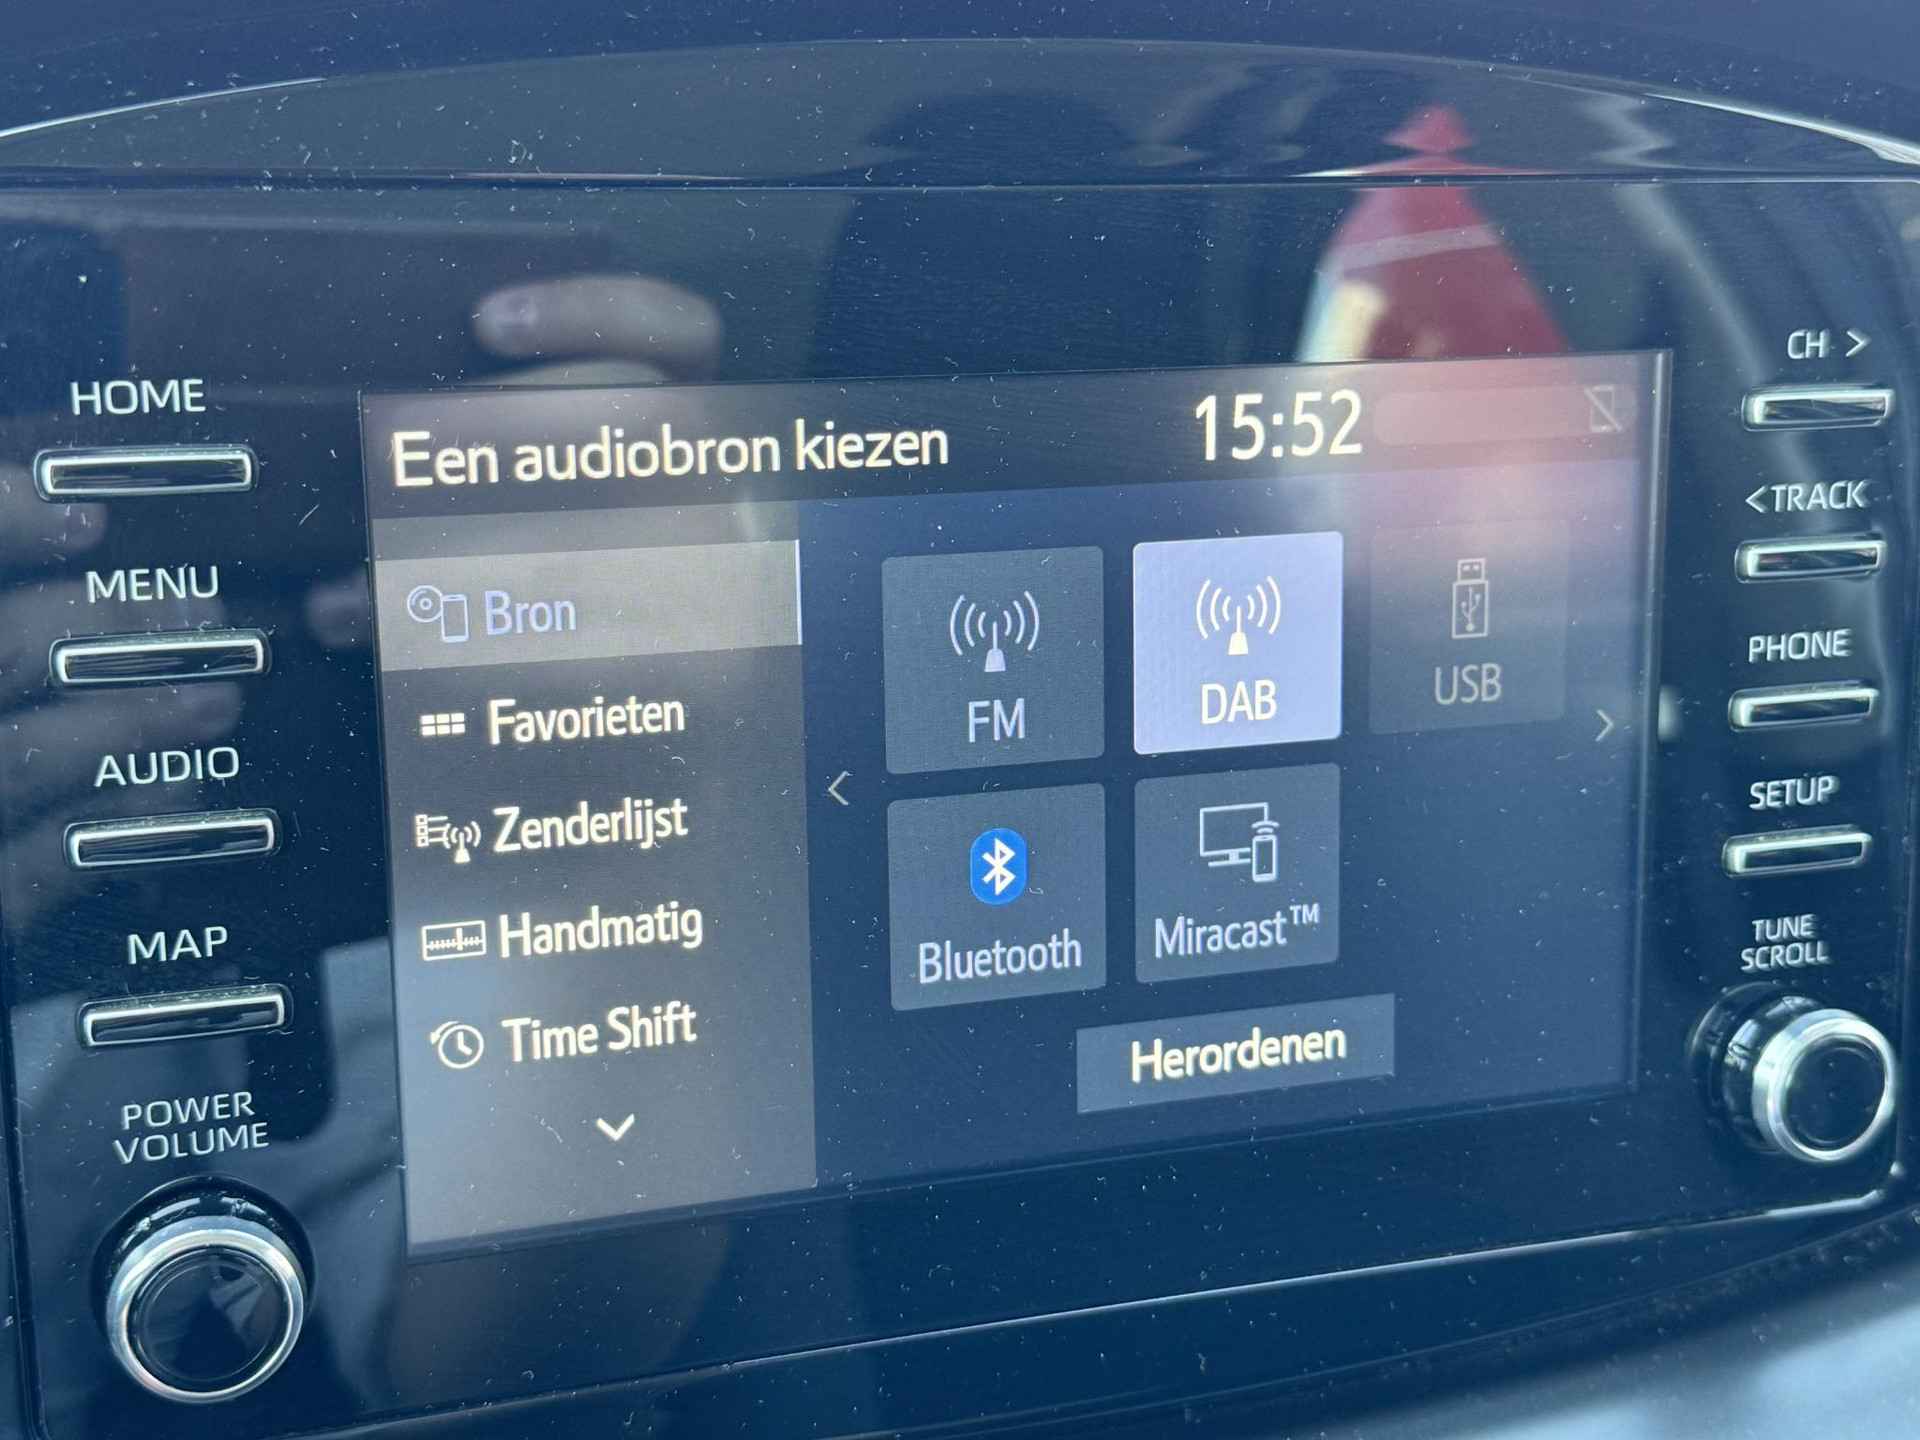 HOME
MENU
AUDIO
MAP
POWER
VOLUME
Een audiobron kiezen
15:52
Bron
Favorieten
Zenderlijst
Handmatig
Time Shift
FM
DAB
USB
Bluetooth
Miracast™
Herordenen
CH >
<TRACK
PHONE
SETUP
TUNE
SCROLL